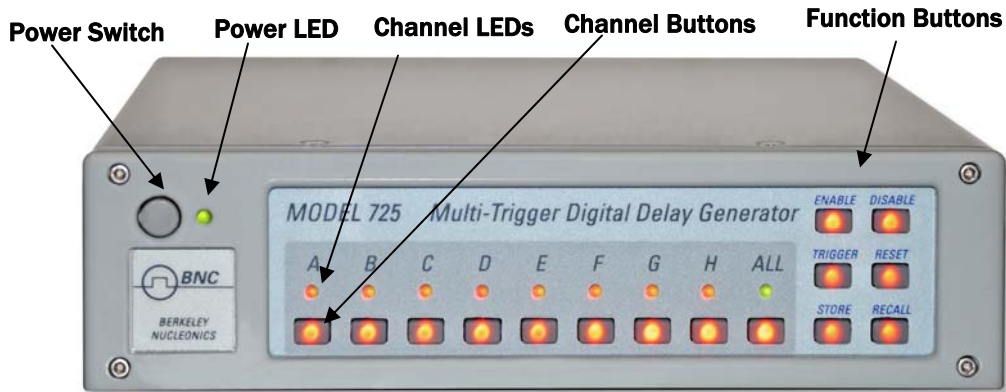 Power Switch
Power LED
Channel LEDs
Channel Buttons
Function Buttons
MODEL 725 Multi-Trigger Digital Delay Generator
ENABLE DISABLE
A B C D E F G H ALL
TRIGGER RESET
STORE RECALL
BNC
BERKELEY
NUCLEONICS